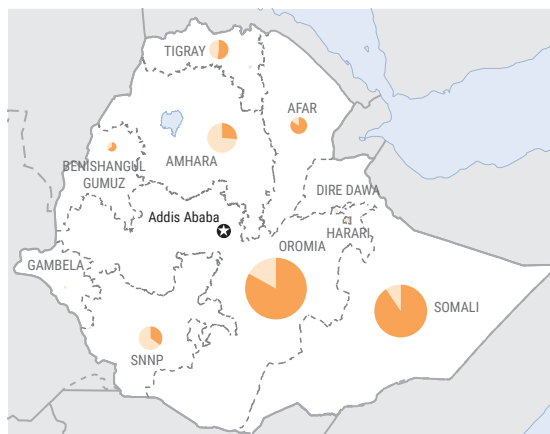 TIGRAY
AFAR
AMHARA
BENISHANGUL
GUMUZ
DIRE DAWA
Addis Ababa
HARARI
OROMIA
GAMBELA
SOMALI
SNNP